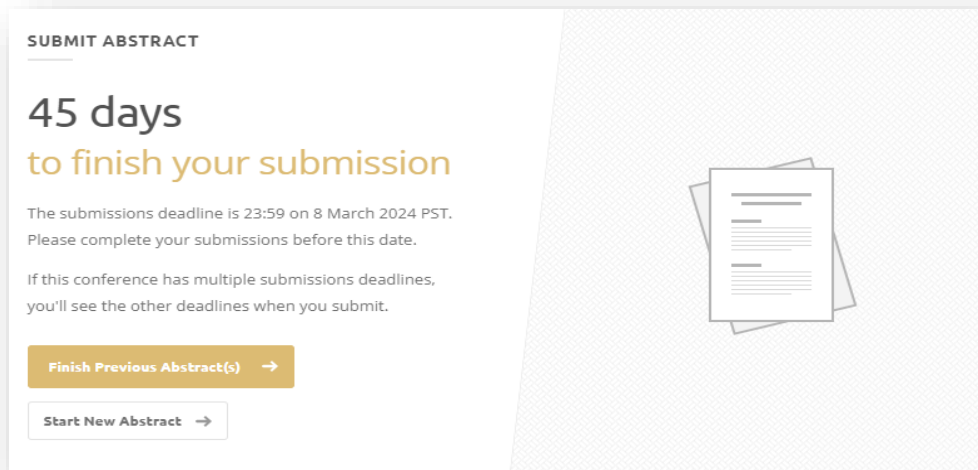 SUBMIT ABSTRACT
45 days
to finish your submission
The submissions deadline is 23:59 on 8 March 2024 PST.
Please complete your submissions before this date.
If this conference has multiple submissions deadlines,
you'll see the other deadlines when you submit.
Finish Previous Abstract(s) →
Start New Abstract →